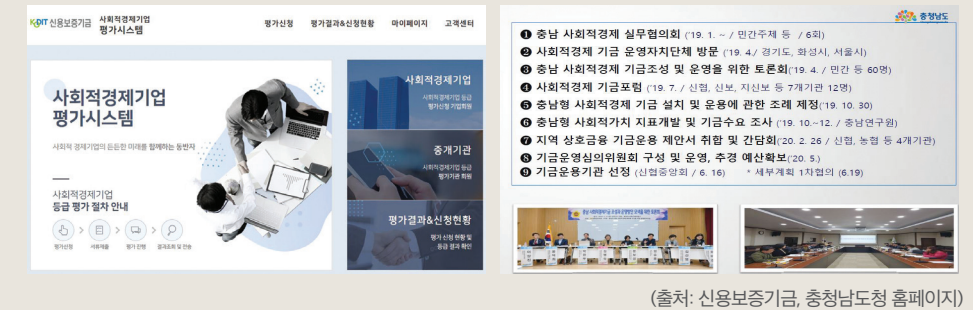 KODIT 신용보증기금 사회적경제기업 평가시스템
평가신청 평가결과&신청현황 마이페이지 고객센터
사회적경제기업
평가시스템
사회적 경제기업의 든든한 미래를 함께하는 동반자
사회적경제기업
등급 평가 절차 안내
평가신청 서류제출 평가 진행 결과조회 및 전송
사회적경제기업
사회적경제기업 등급
평가신청 기업회원
중개기관
사회적경제기업 등급
평가기관 회원
평가결과&신청현황
평가 신청 현황 및
등급 결과 확인
충청남도
❶ 충남 사회적경제 실무협의회 ('19. 1. ~ / 민간주체 등 / 6회)
❷ 사회적경제 기금 운영자치단체 방문 ('19. 4./ 경기도, 화성시, 서울시)
❸ 충남 사회적경제 기금조성 및 운영을 위한 토론회('19. 4. / 민간 등 60명)
❹ 사회적경제 기금포럼 ('19. 7. / 신협, 신보, 지신보 등 7개기관 12명)
❺ 충남형 사회적경제 기금 설치 및 운용에 관한 조례 제정('19. 10. 30)
❻ 충남형 사회적가치 지표개발 및 기금수요 조사 ('19. 10.~12. / 충남연구원)
❼ 지역 상호금융 기금운용 제안서 취합 및 간담회('20. 2. 26 / 신협, 농협 등 4개기관)
❽ 기금운영심의위원회 구성 및 운영, 추경 예산확보('20. 5.)
❾ 기금운용기관 선정 (신협중앙회 / 6. 16) * 세부계획 1차협의 (6.19)
(출처: 신용보증기금, 충청남도청 홈페이지)